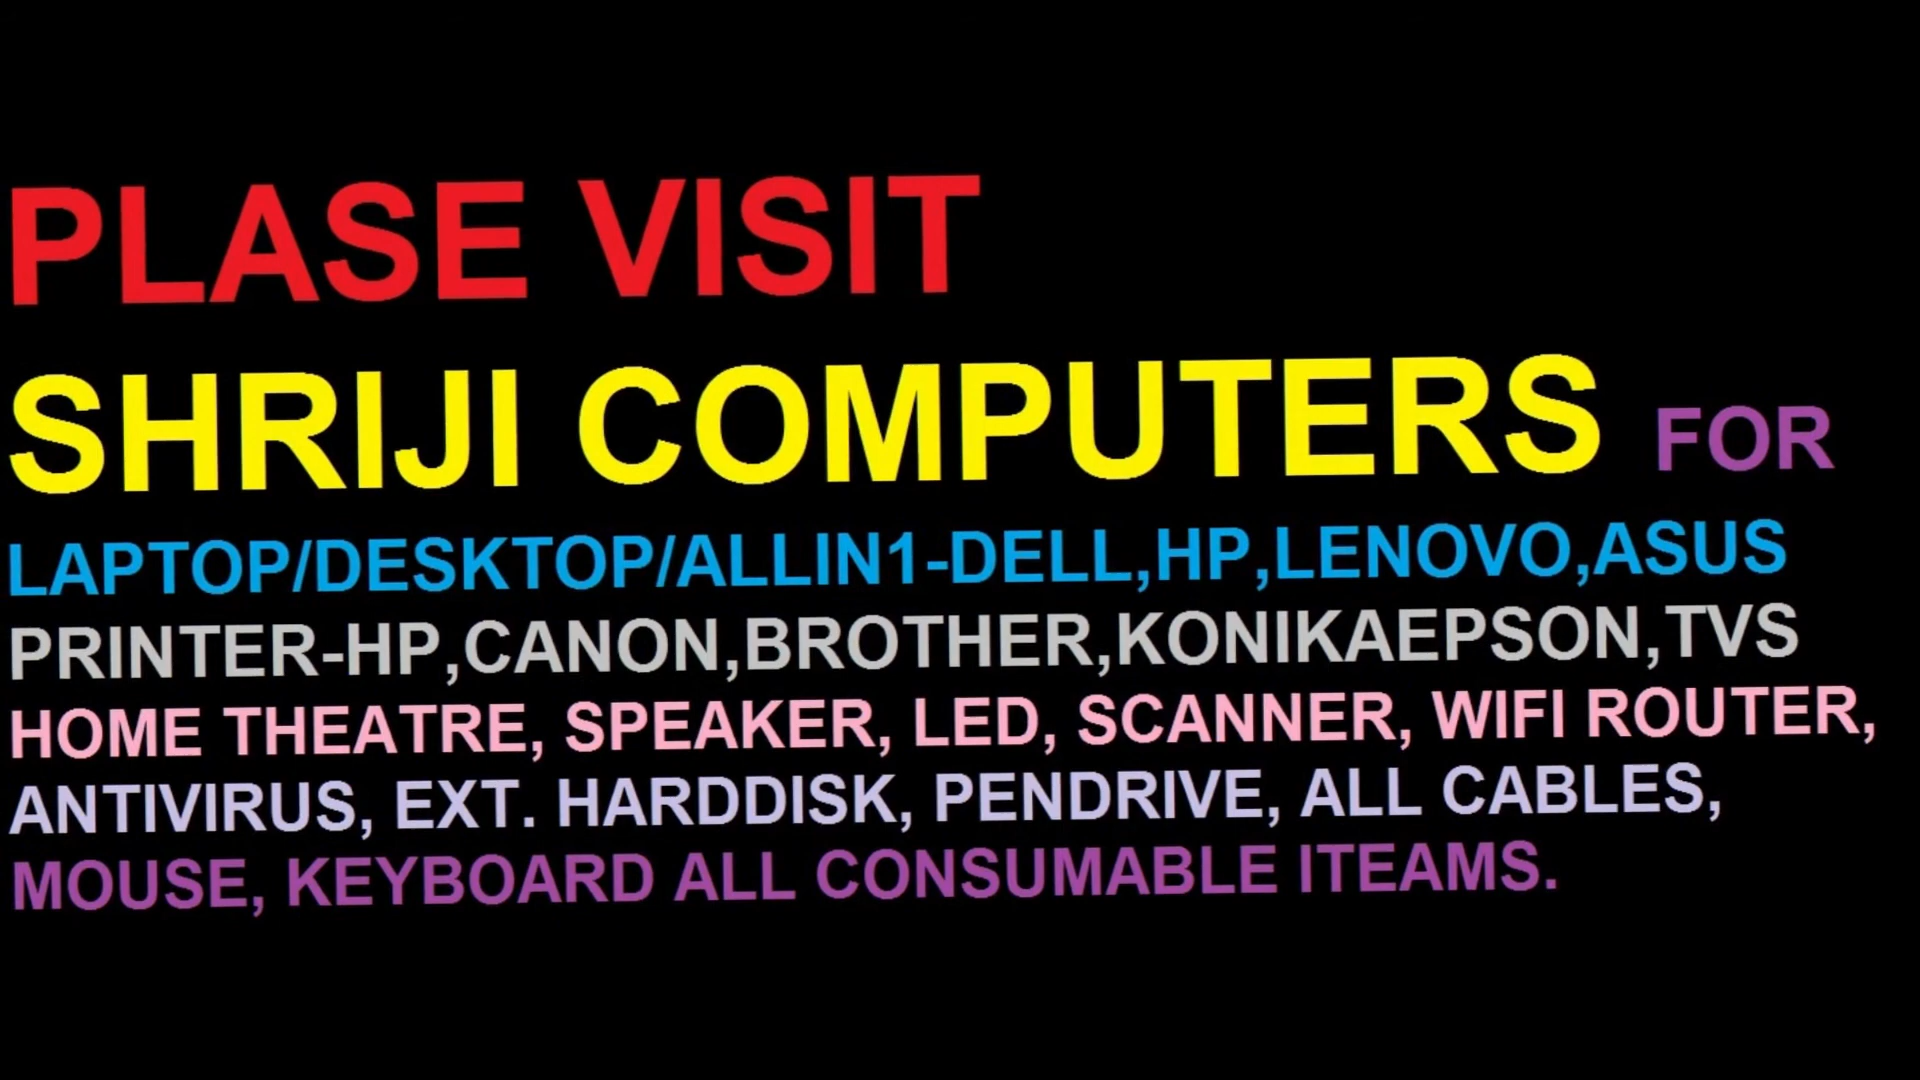 PLASE VISIT
SHRIJI COMPUTERS FOR
LAPTOP/DESKTOP/ALLIN1-DELL,HP,LENOVO,ASUS
PRINTER-HP,CANON,BROTHER,KONIKAEPSON,TVS
HOME THEATRE, SPEAKER, LED, SCANNER, WIFI ROUTER,
ANTIVIRUS, EXT. HARDDISK, PENDRIVE, ALL CABLES,
MOUSE, KEYBOARD ALL CONSUMABLE ITEAMS.